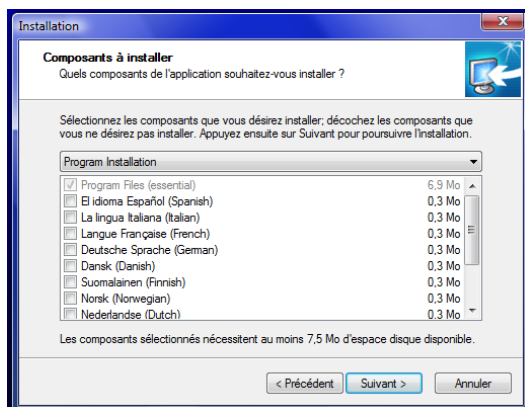 Installation
Composants à installer
Quels composants de l'application souhaitez-vous installer ?
Sélectionnez les composants que vous désirez installer; décochez les composants que
vous ne désirez pas installer. Appuyez ensuite sur Suivant pour poursuivre l'installation.
Program Installation
Program Files (essential) 6,9 Mo
El idioma Español (Spanish) 0,3 Mo
La lingua Italiana (Italian) 0,3 Mo
Langue Française (French) 0,3 Mo
Deutsche Sprache (German) 0,3 Mo
Dansk (Danish) 0,3 Mo
Suomalainen (Finnish) 0,3 Mo
Norsk (Norwegian) 0,3 Mo
Nederlandse (Dutch) 0,3 Mo
Les composants sélectionnés nécessitent au moins 7,5 Mo d'espace disque disponible.
< Précédent Suivant > Annuler